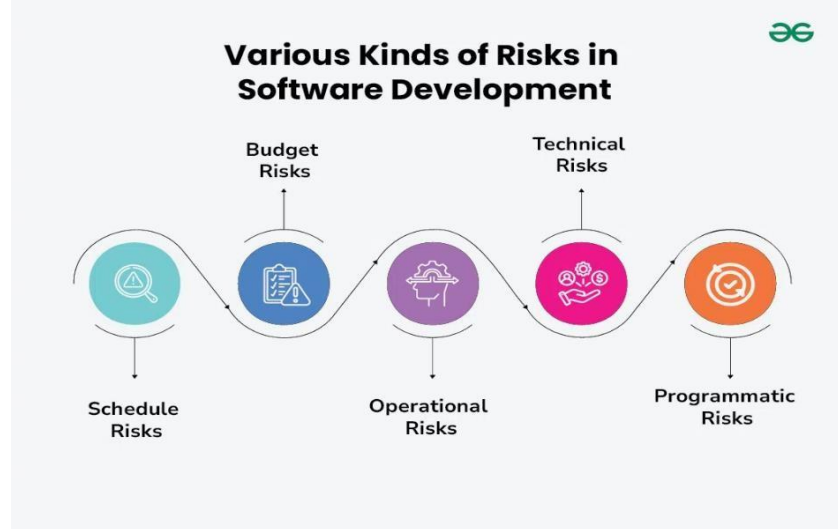 Various Kinds of Risks in
Software Development
Budget
Risks
Technical
Risks
Schedule
Risks
Operational
Risks
Programmatic
Risks